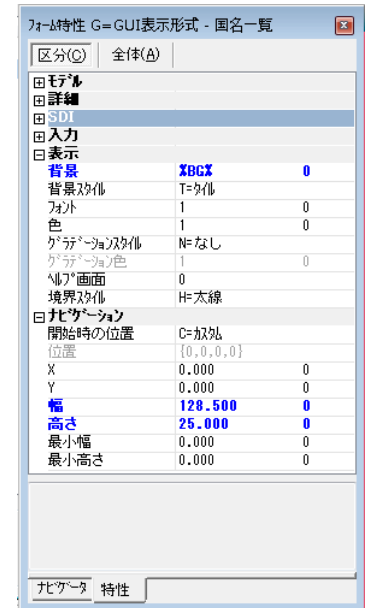 ﾌｫｰﾑ特性 G=GUI表示形式 - 国名一覧
区分(C) 全体(A)
ﾓﾃﾞﾙ
詳細
SDI
入力
表示
背景 %BG% 0
背景ｽﾀｲﾙ T=ﾀｲﾙ
ﾌｫﾝﾄ 1 0
色 1 0
ｸﾞﾗﾃﾞｰｼｮﾝｽﾀｲﾙ N=なし
ｸﾞﾗﾃﾞｰｼｮﾝ色 1 0
ﾍﾙﾌﾟ画面 0
境界ｽﾀｲﾙ H=太線
ﾅﾋﾞｹﾞｰｼｮﾝ
開始時の位置 C=ｶｽﾀﾑ
位置 {0,0,0,0}
X 0.000 0
Y 0.000 0
幅 128.500 0
高さ 25.000 0
最小幅 0.000 0
最小高さ 0.000 0
ﾅﾋﾞｹﾞｰﾀ 特性